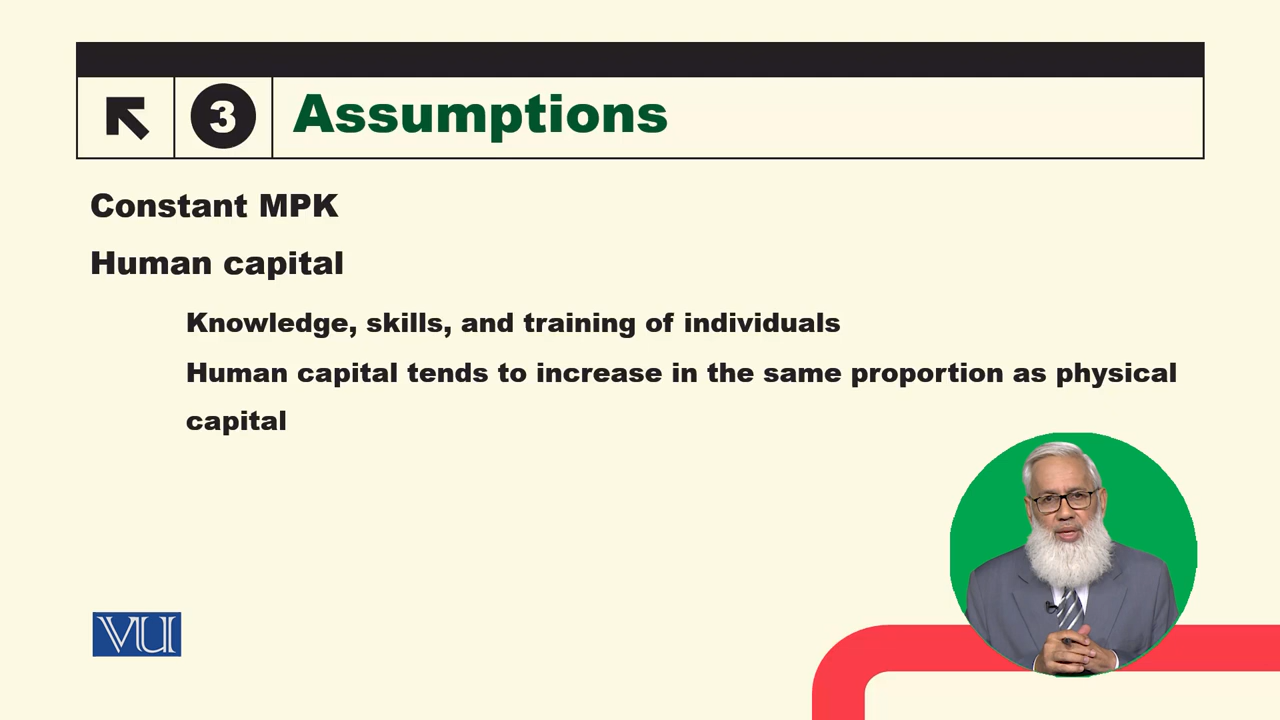 3 Assumptions
Constant MPK
Human capital
Knowledge, skills, and training of individuals
Human capital tends to increase in the same proportion as physical
capital
VU